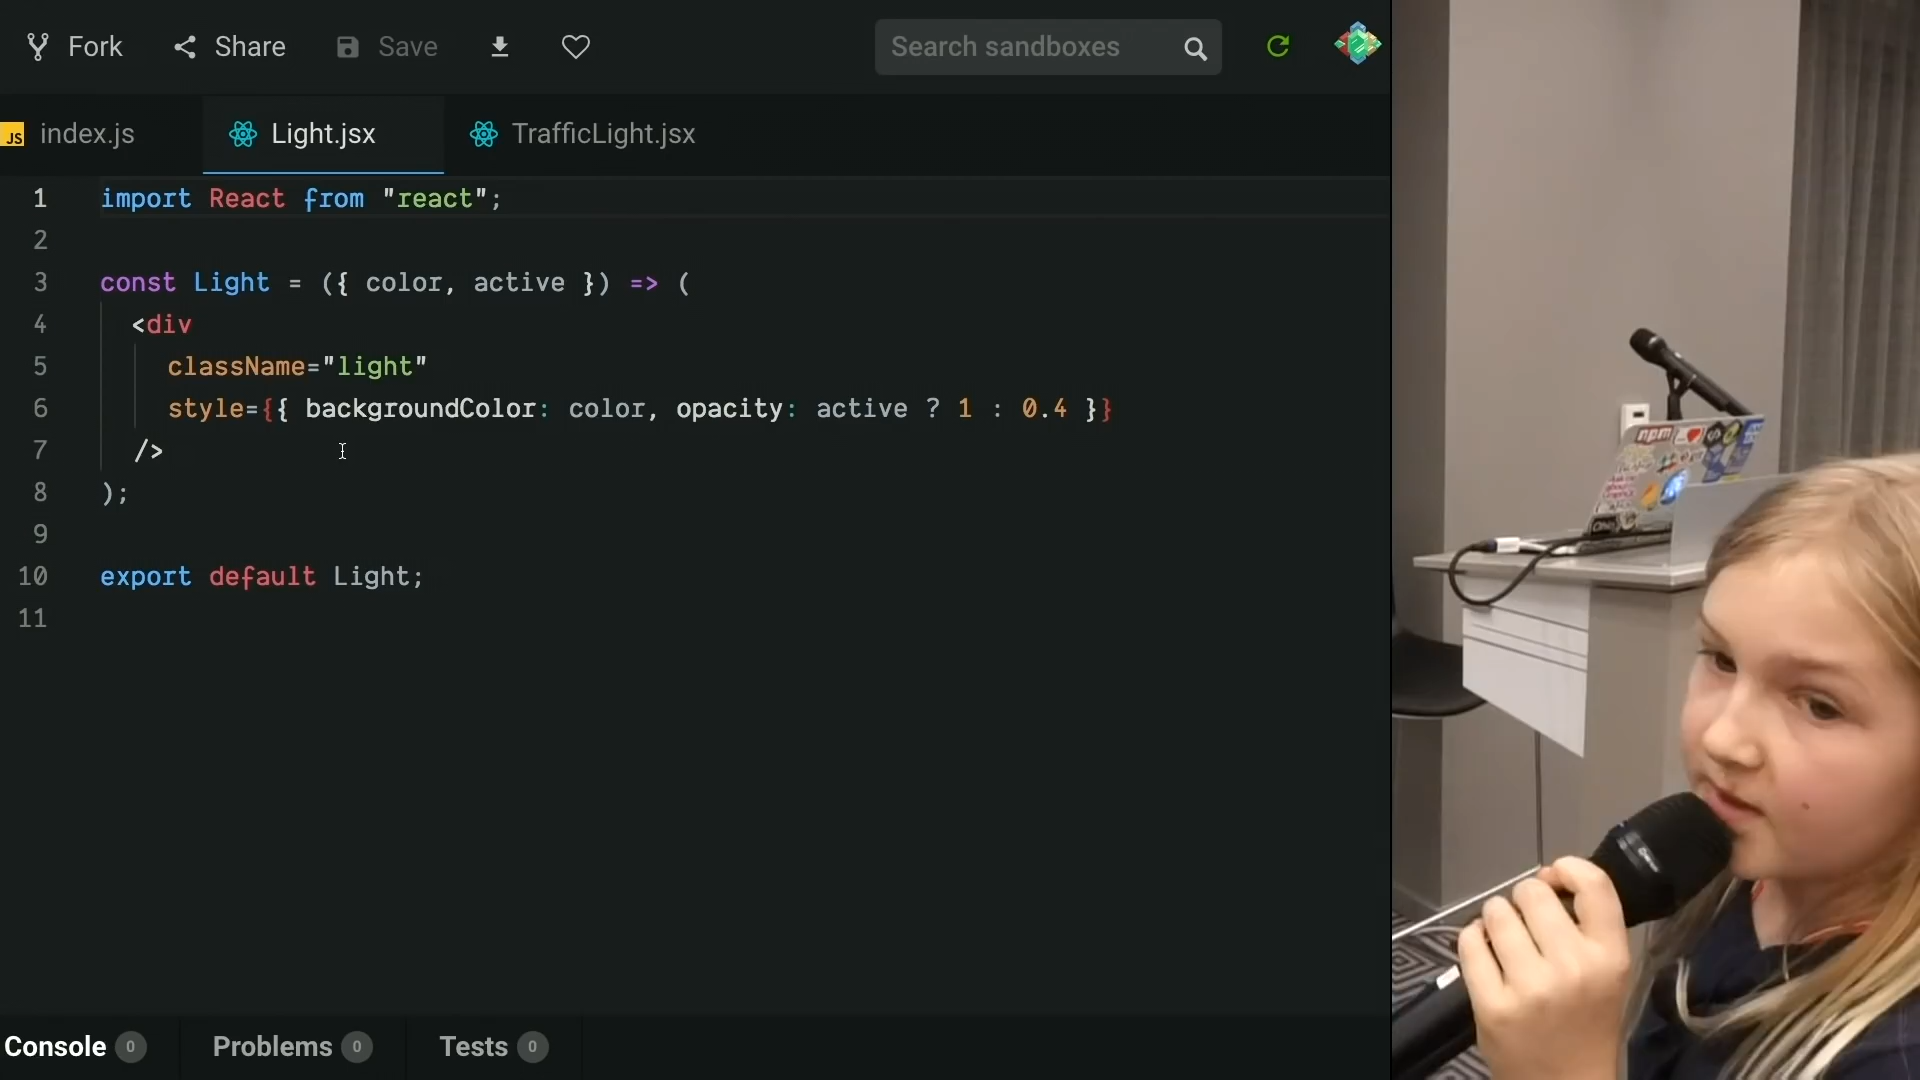 Fork Share Save Search sandboxes
JS index.js Light.jsx TrafficLight.jsx
1 import React from "react";
2
3 const Light = ({ color, active }) => (
4 <div
5 className="light"
6 style={{ backgroundColor: color, opacity: active ? 1 : 0.4 }}
7 />
8 );
9
10 export default Light;
11
Console 0 Problems 0 Tests 0
npm